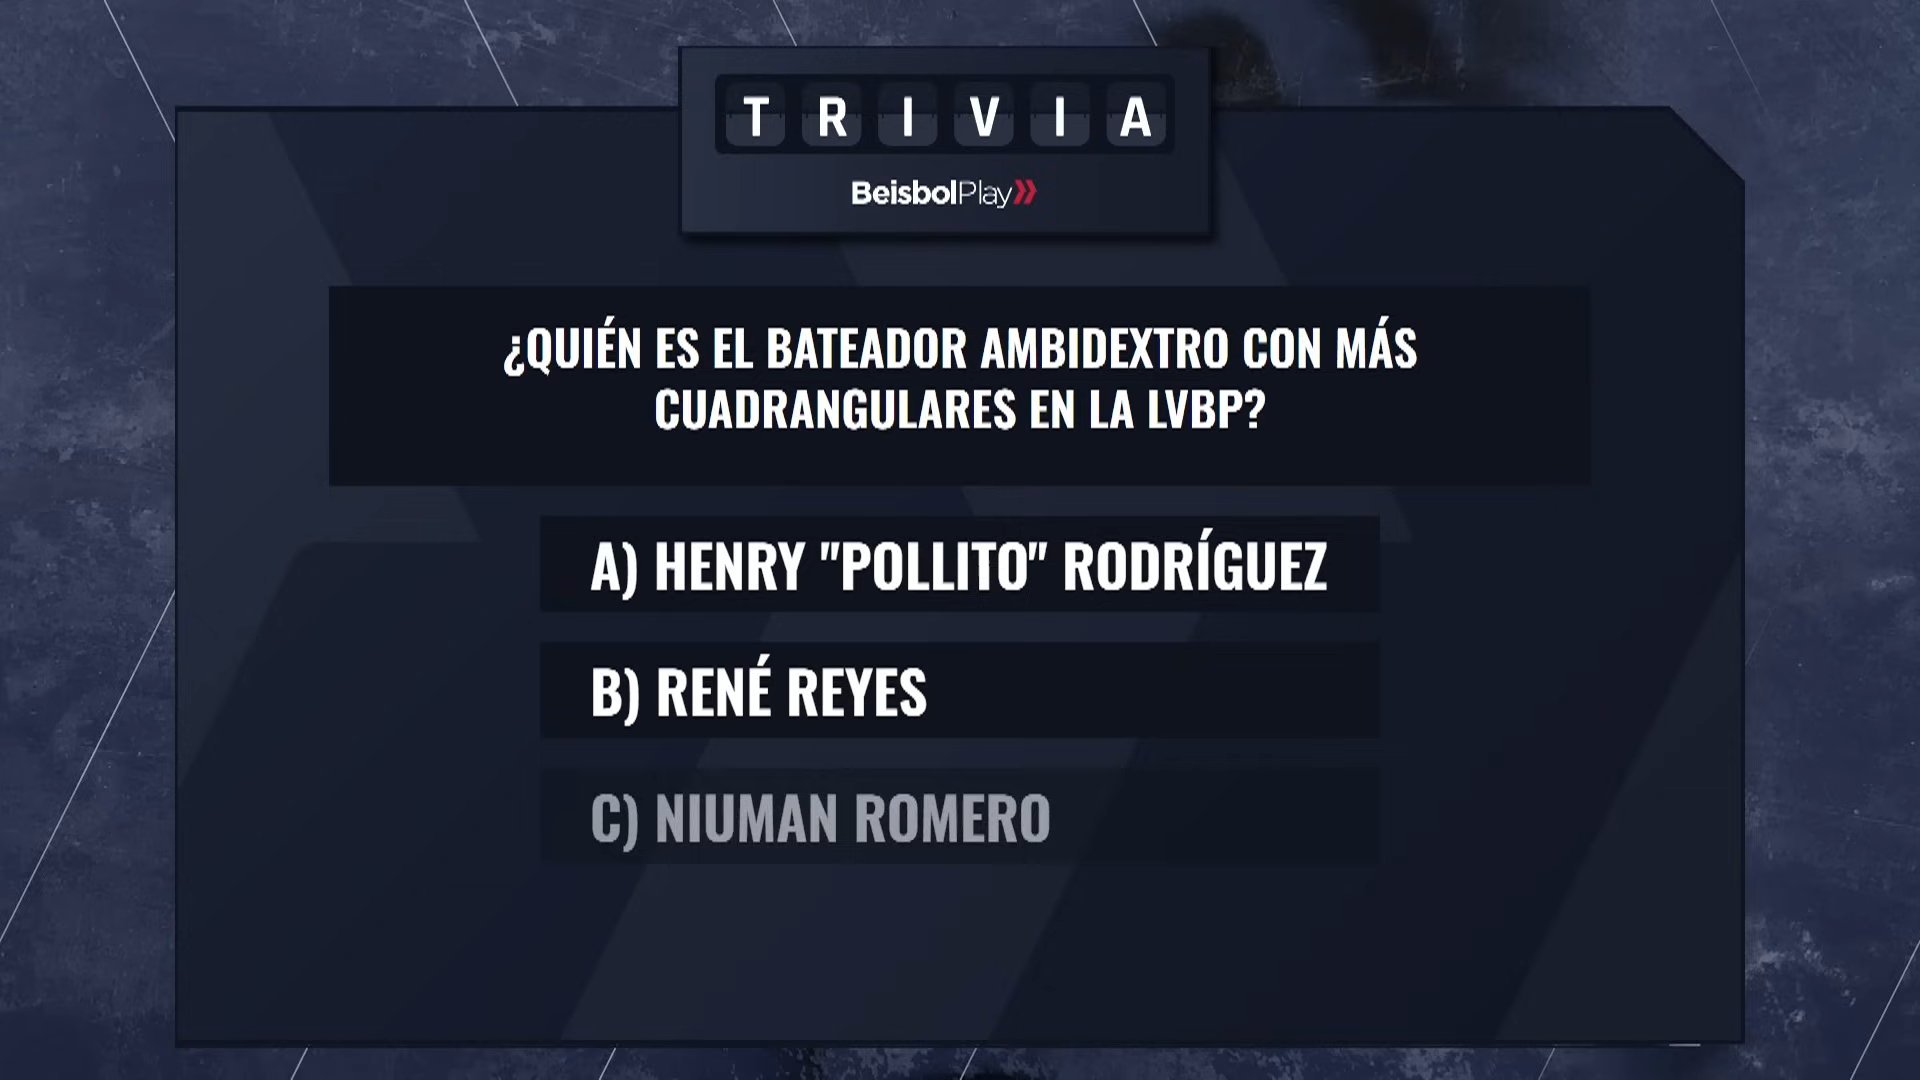 TRIVIA
BeisbolPlay
¿QUIÉN ES EL BATEADOR AMBIDEXTRO CON MÁS
CUADRANGULARES EN LA LVBP?
A) HENRY "POLLITO" RODRÍGUEZ
B) RENÉ REYES
C) NIUMAN ROMERO